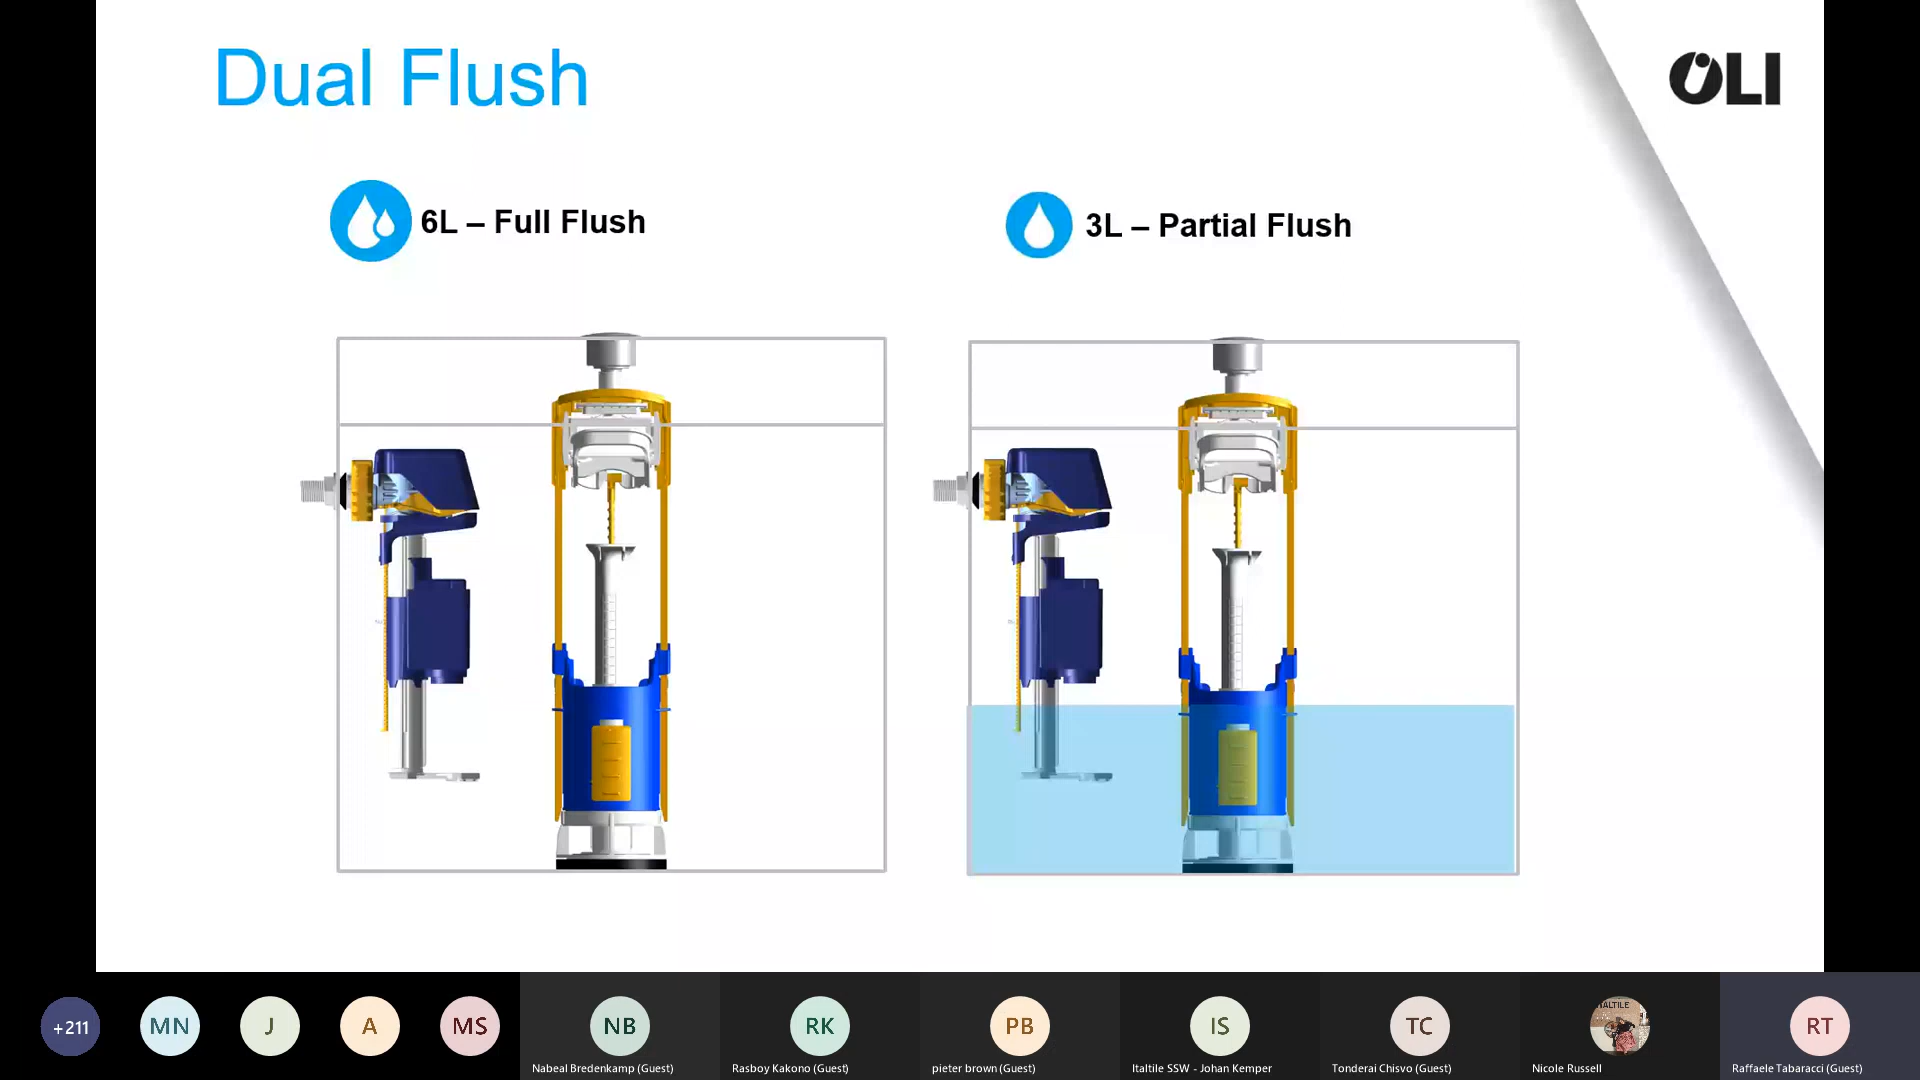 Dual Flush
OLI
6L – Full Flush
3L – Partial Flush
+211
MN
J
A
MS
NB
RK
PB
IS
TC
RT
Nabeal Bredenkamp (Guest)
Rasboy Kakono (Guest)
pieter brown (Guest)
Italtile SSW - Johan Kemper
Tonderai Chisvo (Guest)
Nicole Russell
Raffaele Tabaracci (Guest)